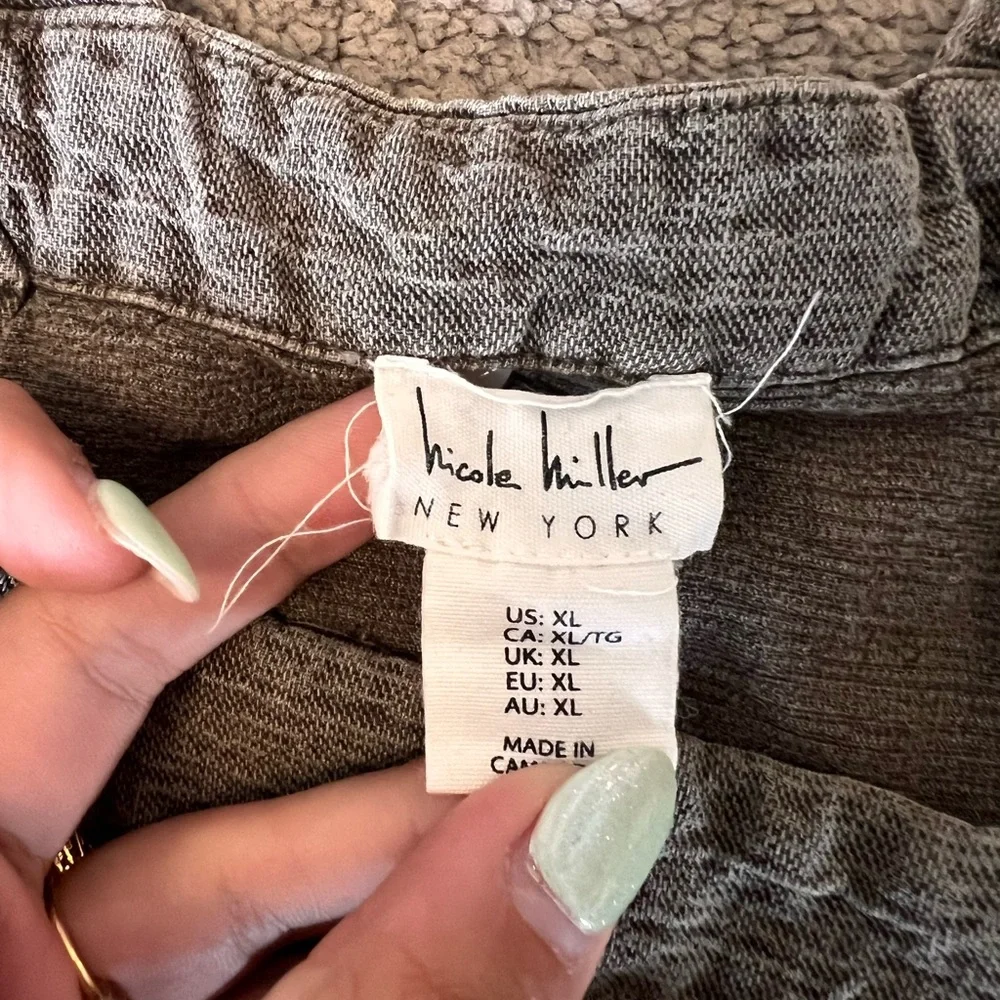 nicole miller
NEW YORK
US: XL
CA: XL/TG
UK: XL
EU: XL
AU: XL
MADE IN